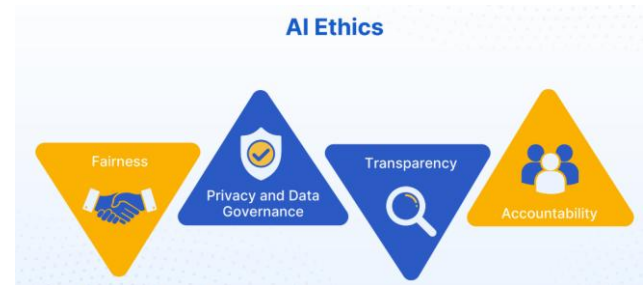 AI Ethics
Fairness
Privacy and Data
Governance
Transparency
Accountability